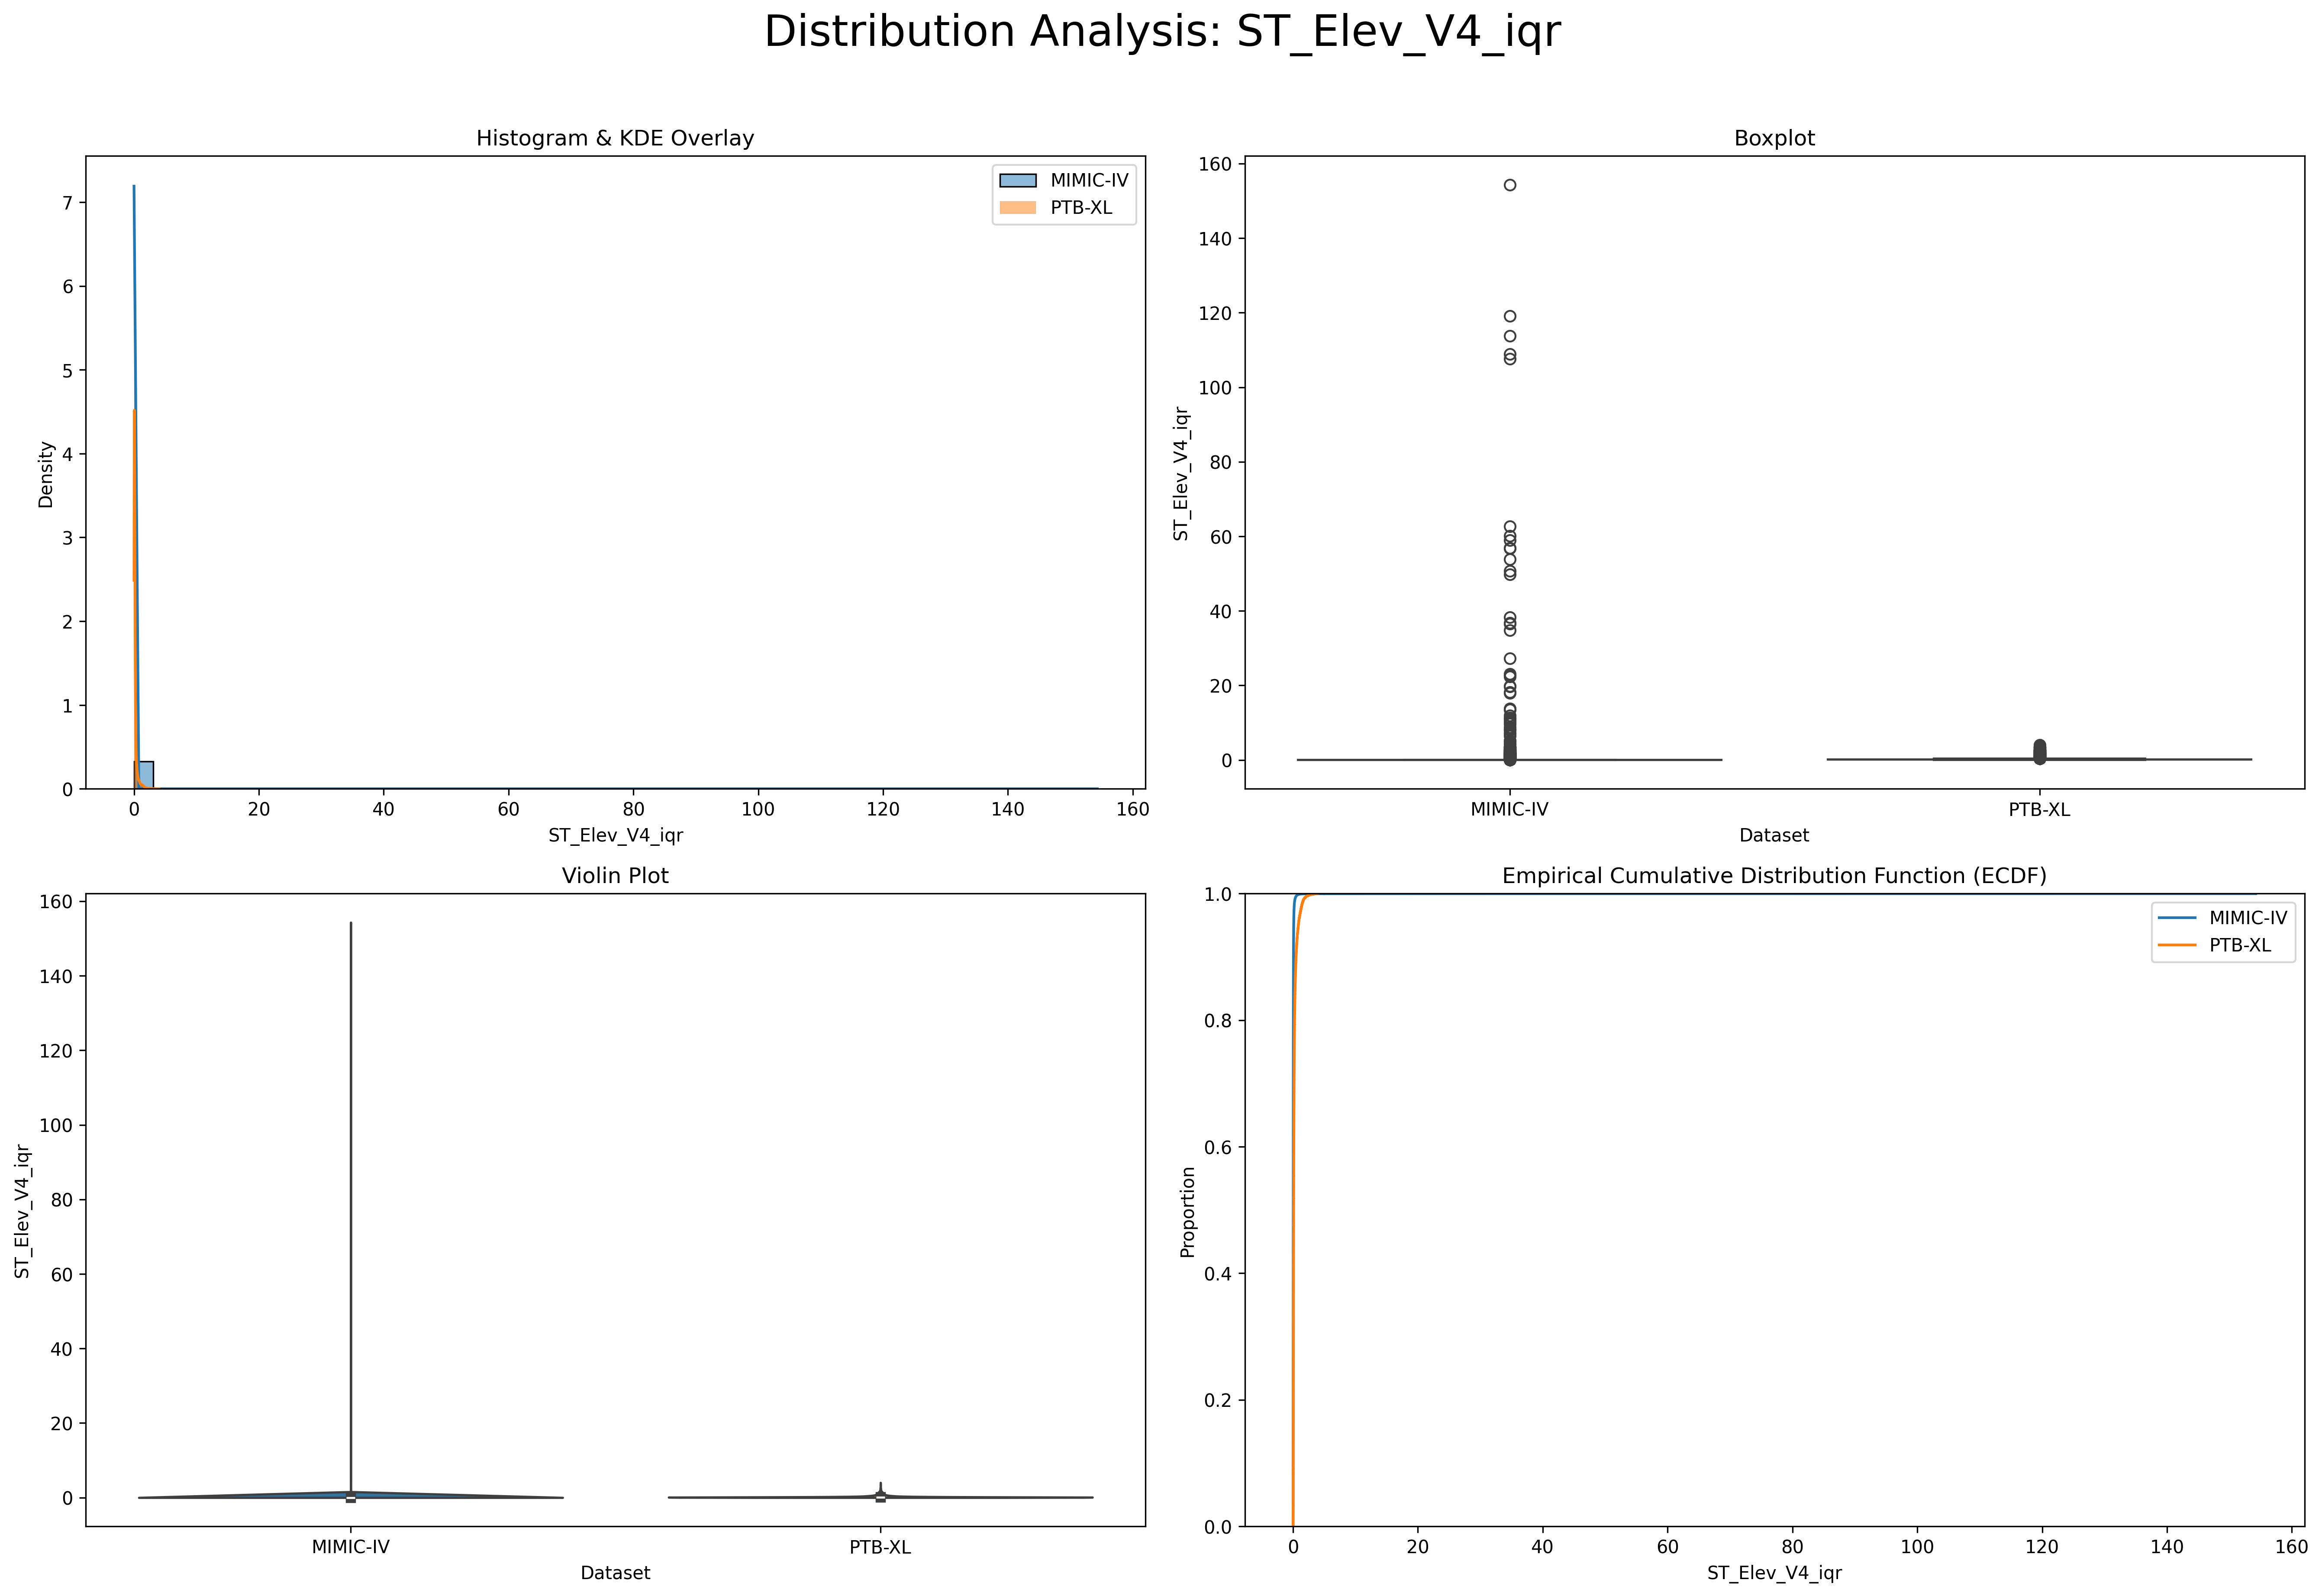 Distribution Analysis: ST_Elev_V4_iqr
Histogram & KDE Overlay
MIMIC-IV
PTB-XL
7
6
5
4
3
2
1
0
Density
0 20 40 60 80 100 120 140 160
ST_Elev_V4_iqr
Boxplot
160
140
120
100
80
60
40
20
0
ST_Elev_V4_iqr
MIMIC-IV PTB-XL
Dataset
Violin Plot
160
140
120
100
80
60
40
20
0
ST_Elev_V4_iqr
MIMIC-IV PTB-XL
Dataset
Empirical Cumulative Distribution Function (ECDF)
MIMIC-IV
PTB-XL
1.0
0.8
0.6
0.4
0.2
0.0
Proportion
0 20 40 60 80 100 120 140 160
ST_Elev_V4_iqr